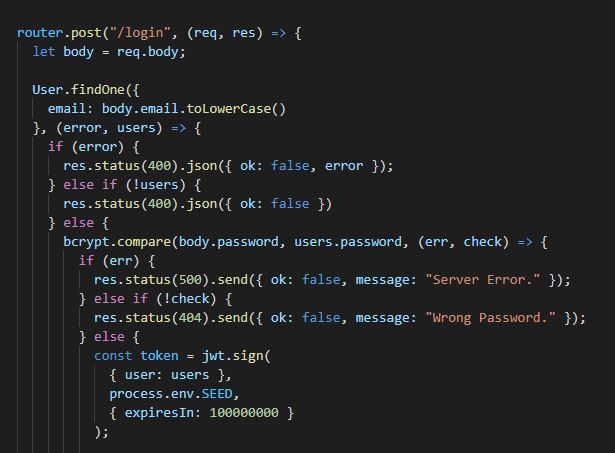 router.post("/login", (req, res) => {
let body = req.body;
User.findOne({
email: body.email.toLowerCase()
}, (error, users) => {
if (error) {
res.status(400).json({ ok: false, error });
} else if (!users) {
res.status(400).json({ ok: false })
} else {
bcrypt.compare(body.password, users.password, (err, check) => {
if (err) {
res.status(500).send({ ok: false, message: "Server Error." });
} else if (!check) {
res.status(404).send({ ok: false, message: "Wrong Password." });
} else {
const token = jwt.sign(
{ user: users },
process.env.SEED,
{ expiresIn: 100000000 }
);